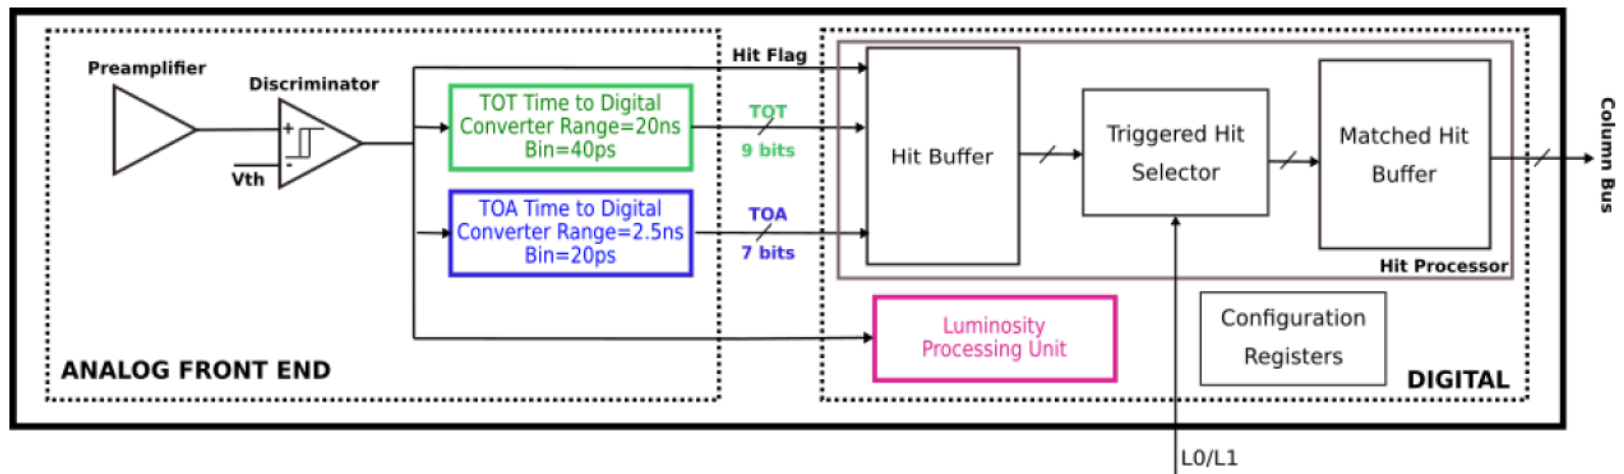 Preamplifier
Discriminator
+
-
Vth
TOT Time to Digital
Converter Range=20ns
Bin=40ps
TOA Time to Digital
Converter Range=2.5ns
Bin=20ps
ANALOG FRONT END
Hit Flag
TOT
9 bits
TOA
7 bits
Hit Buffer
Triggered Hit
Selector
Matched Hit
Buffer
Hit Processor
Luminosity
Processing Unit
Configuration
Registers
DIGITAL
L0/L1
Column Bus